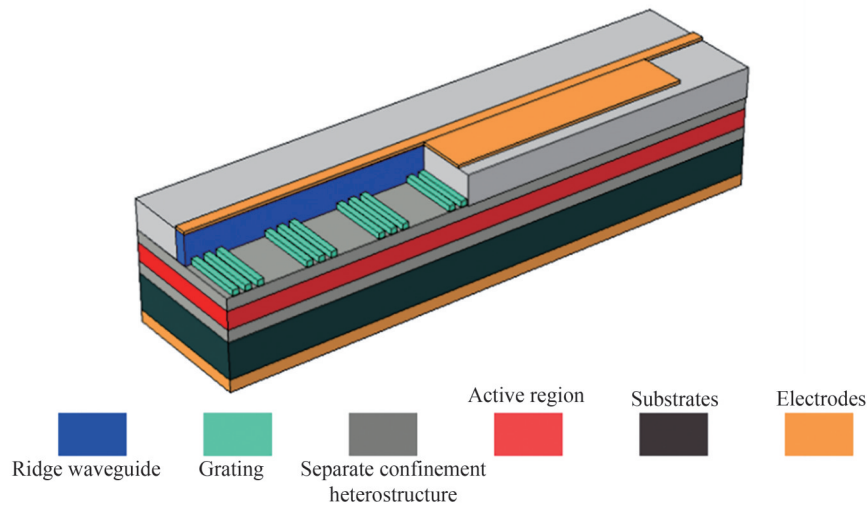 Active region
Substrates
Electrodes
Ridge waveguide
Grating
Separate confinement
heterostructure